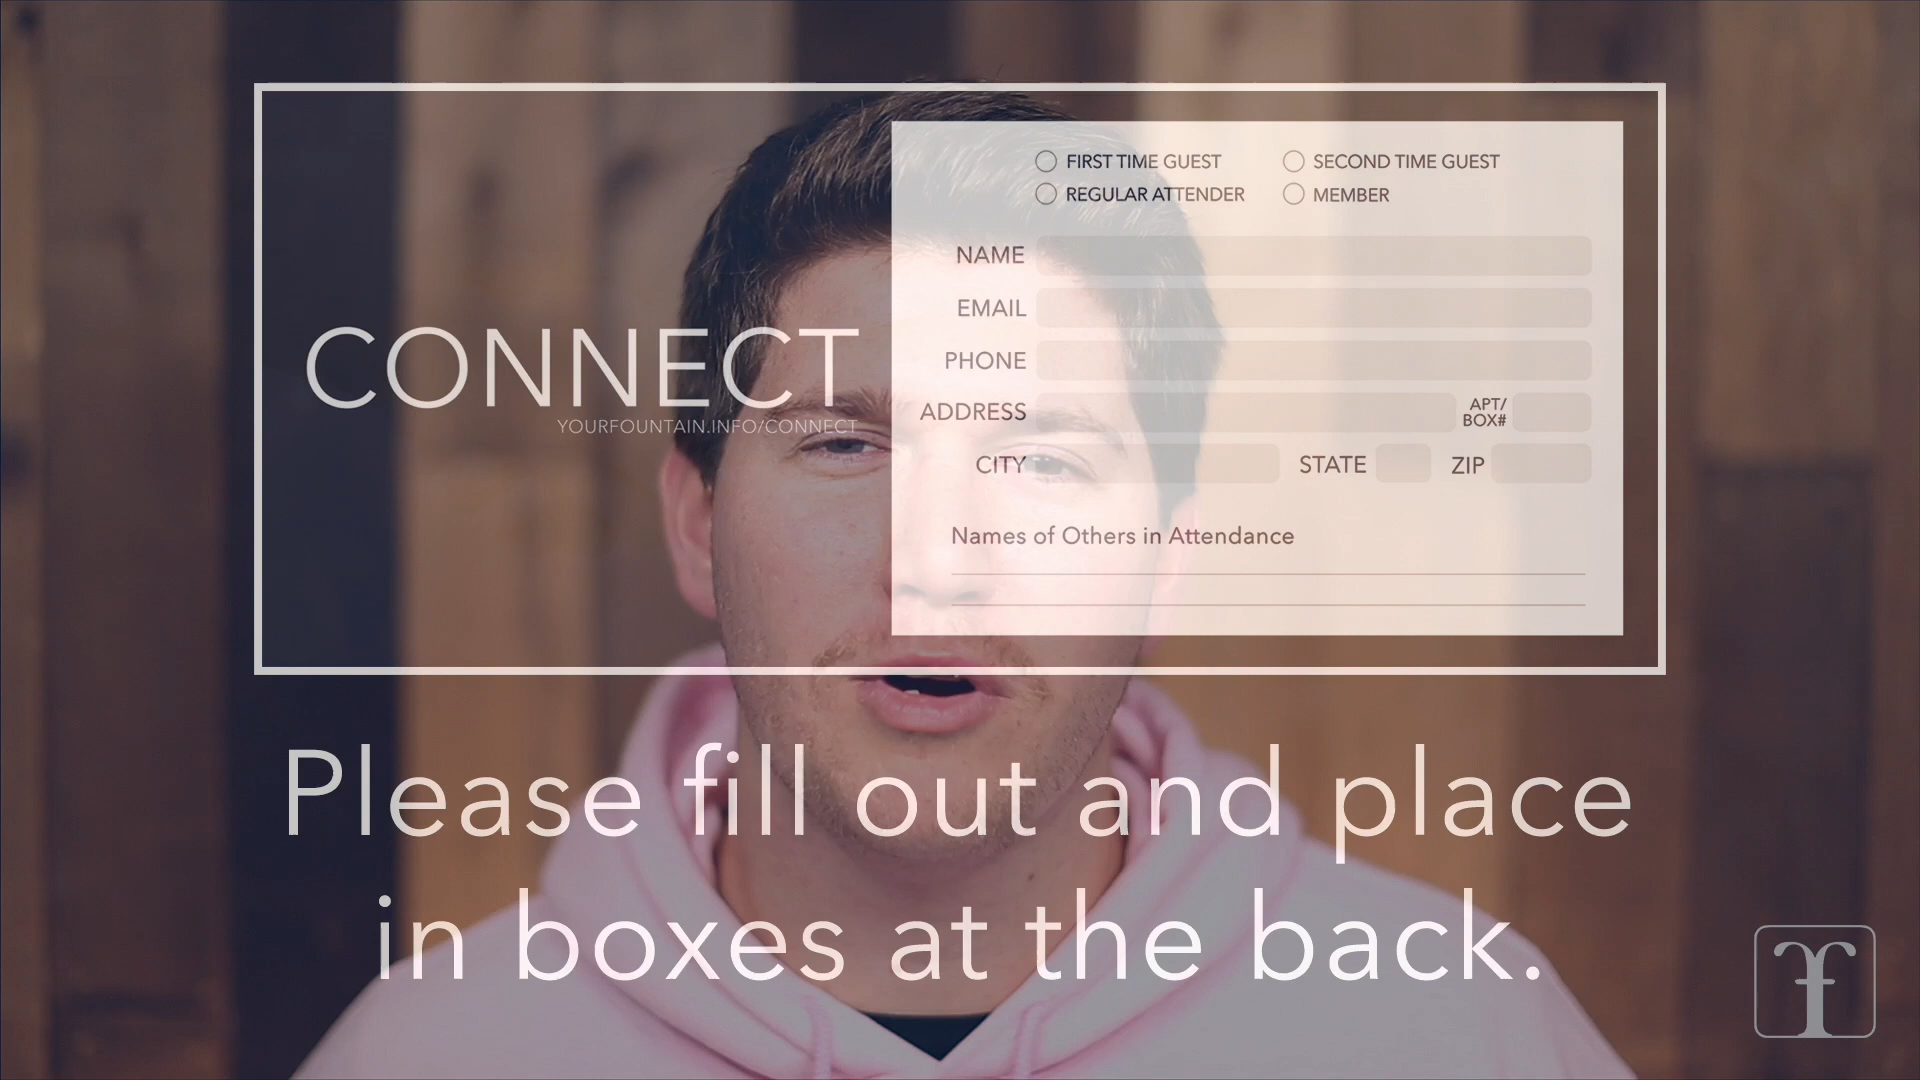 CONNECT
YOURFOUNTAIN.INFO/CONNECT
FIRST TIME GUEST
SECOND TIME GUEST
REGULAR ATTENDER
MEMBER
NAME
EMAIL
PHONE
ADDRESS
APT/
BOX#
CITY
STATE
ZIP
Names of Others in Attendance
Please fill out and place
in boxes at the back.